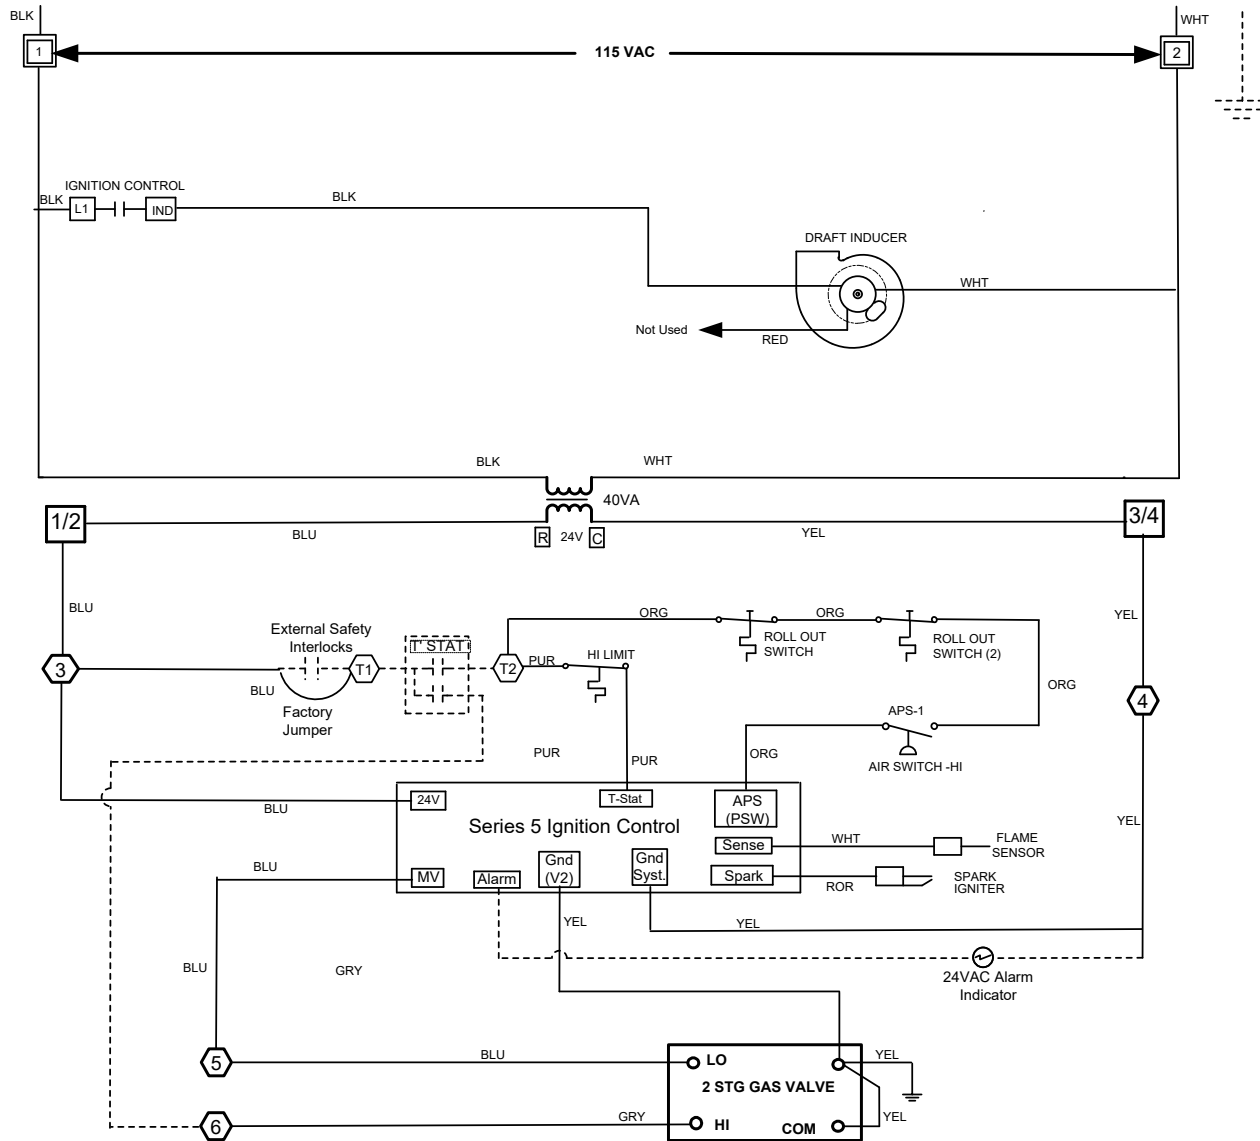 BLK
WHT
1
115 VAC
2
IGNITION CONTROL
BLK
L1
IND
BLK
DRAFT INDUCER
WHT
Not Used
RED
BLK
WHT
40VA
1/2
BLU
R
24V
C
YEL
3/4
BLU
YEL
External Safety
Interlocks
T' STAT
ORG
ORG
ROLL OUT
SWITCH
ROLL OUT
SWITCH (2)
3
BLU
T1
T2
PUR
HI LIMIT
ORG
4
Factory
Jumper
APS-1
PUR
PUR
ORG
AIR SWITCH -HI
BLU
24V
T-Stat
APS
(PSW)
YEL
Series 5 Ignition Control
Sense
WHT
FLAME
SENSOR
BLU
MV
Alarm
Gnd
(V2)
Gnd
Syst.
Spark
ROR
SPARK
IGNITER
YEL
YEL
BLU
GRY
24VAC Alarm
Indicator
5
BLU
LO
YEL
2 STG GAS VALVE
6
GRY
HI
COM
YEL